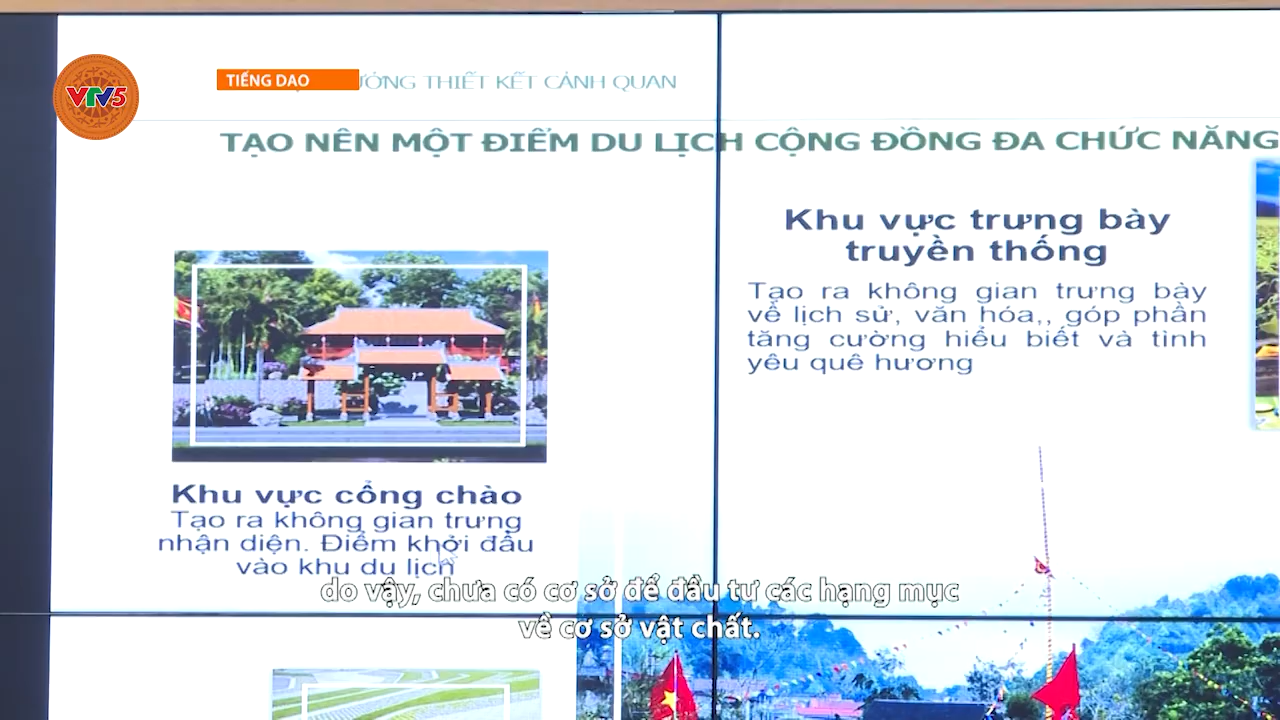 VTV5
TIẾNG DAO
THIẾT KẾT CẢNH QUAN
TẠO NÊN MỘT ĐIỂM DU LỊCH CỘNG ĐỒNG ĐA CHỨC NĂNG
Khu vực trưng bày
truyền thống
Tạo ra không gian trưng bày
về lịch sử, văn hóa,, góp phần
tăng cường hiểu biết và tình
yêu quê hương
Khu vực cổng chào
Tạo ra không gian trưng
nhận diện. Điểm khởi đầu
vào khu du lịch
do vậy, chưa có cơ sở để đầu tư các hạng mục
về cơ sở vật chất.